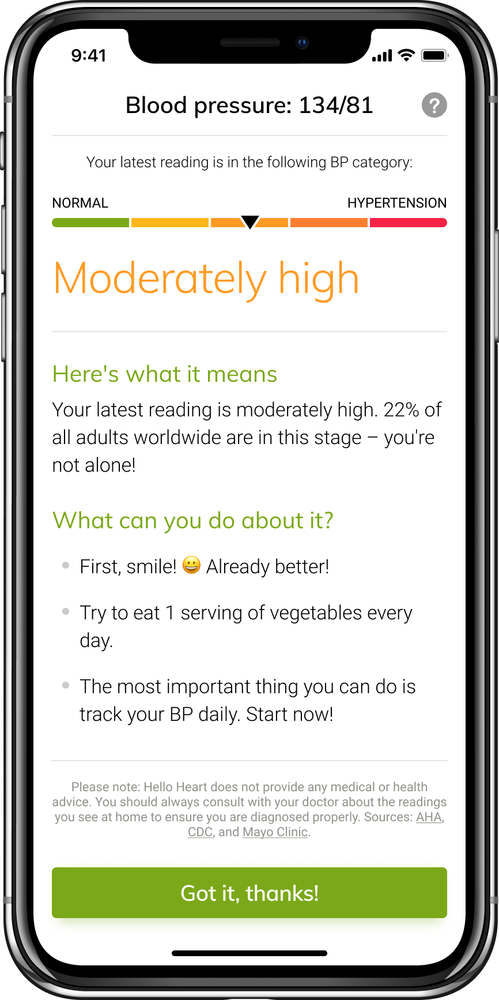 9:41
Blood pressure: 134/81
?
Your latest reading is in the following BP category:
NORMAL HYPERTENSION
Moderately high
Here's what it means
Your latest reading is moderately high. 22% of
all adults worldwide are in this stage – you're
not alone!
What can you do about it?
First, smile! 😀 Already better!
Try to eat 1 serving of vegetables every
day.
The most important thing you can do is
track your BP daily. Start now!
Please note: Hello Heart does not provide any medical or health
advice. You should always consult with your doctor about the readings
you see at home to ensure you are diagnosed properly. Sources: AHA,
CDC, and Mayo Clinic.
Got it, thanks!